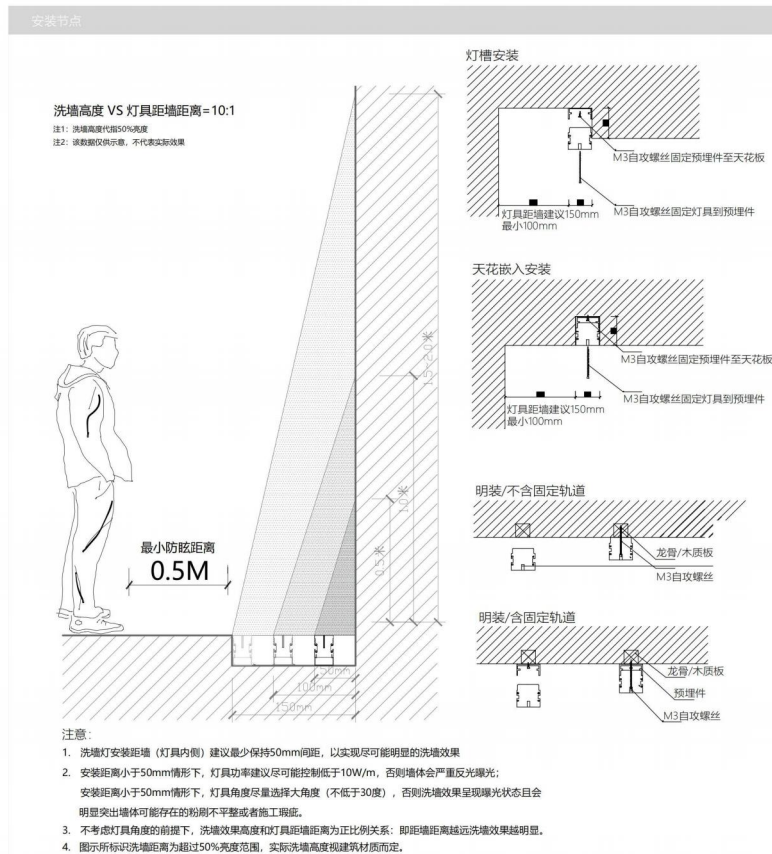 安装节点
洗墙高度 VS 灯具距墙距离=10:1
注1：洗墙高度代指50%亮度
注2：该数据仅供示意，不代表实际效果
1.5-2.0米
1.0米
0.5米
最小防眩距离
0.5M
50mm
100mm
150mm
灯槽安装
M3自攻螺丝固定预埋件至天花板
M3自攻螺丝固定灯具到预埋件
灯具距墙建议150mm
最小100mm
天花嵌入安装
M3自攻螺丝固定预埋件至天花板
M3自攻螺丝固定灯具到预埋件
灯具距墙建议150mm
最小100mm
明装/不含固定轨道
龙骨/木质板
M3自攻螺丝
明装/含固定轨道
龙骨/木质板
预埋件
M3自攻螺丝
注意：
1. 洗墙灯安装距墙（灯具内侧）建议最少保持50mm间距，以实现尽可能明显的洗墙效果
2. 安装距离小于50mm情形下，灯具功率建议尽可能控制低于10W/m，否则墙体会严重反光曝光；
安装距离小于50mm情形下，灯具角度尽量选择大角度（不低于30度），否则洗墙效果呈现曝光状态且会
明显突出墙体可能存在的粉刷不平整或者施工瑕疵。
3. 不考虑灯具角度的前提下，洗墙效果高度和灯具距墙距离为正比例关系：即距墙距离越远洗墙效果越明显。
4. 图示所标识洗墙距离为超过50%亮度范围，实际洗墙高度视建筑材质而定。